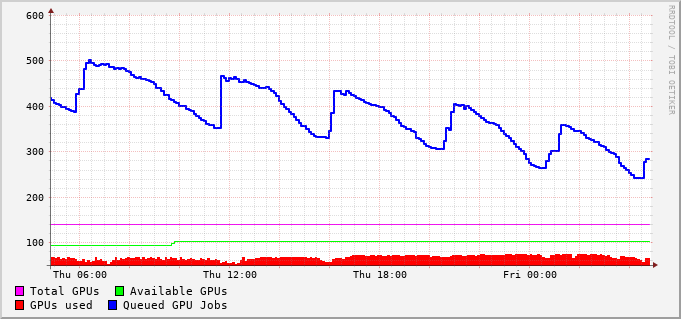 600
500
400
300
200
100
Thu 06:00 Thu 12:00 Thu 18:00 Fri 00:00
Total GPUs Available GPUs
GPUs used Queued GPU Jobs
RRDTOOL / TOBI OETIKER